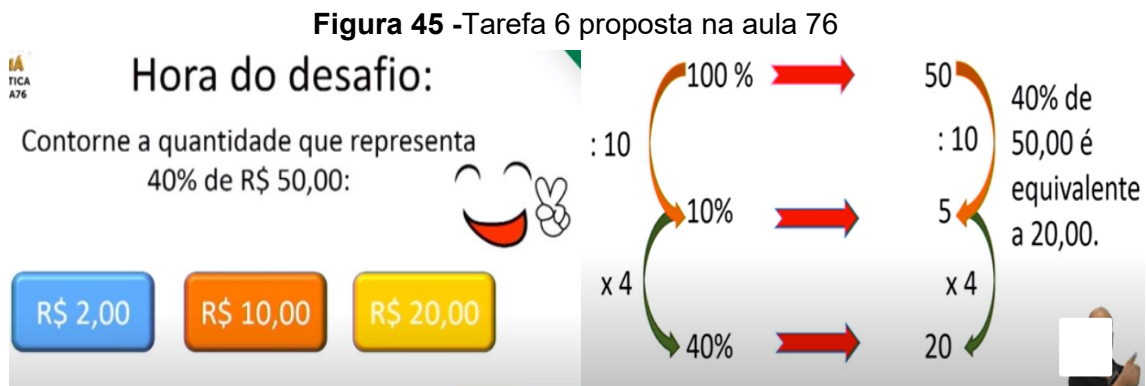 Figura 45 -Tarefa 6 proposta na aula 76
TICA
A76
Hora do desafio:
Contorne a quantidade que representa
40% de R$ 50,00:
R$ 2,00
R$ 10,00
R$ 20,00
100 %
50
: 10
: 10
10%
5
x 4
x 4
40%
20
40% de
50,00 é
equivalente
a 20,00.